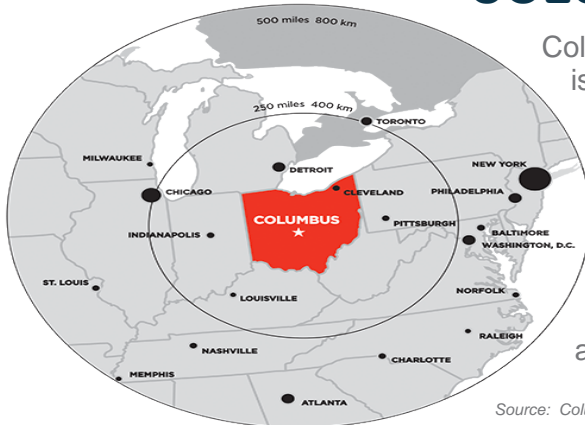 Col
is
500 miles 800 km
250 miles 400 km
TORONTO
MILWAUKEE
DETROIT
NEW YORK
CHICAGO
CLEVELAND
PHILADELPHIA
COLUMBUS
PITTSBURGH
BALTIMORE
INDIANAPOLIS
WASHINGTON, D.C.
ST. LOUIS
LOUISVILLE
NORFOLK
RALEIGH
NASHVILLE
CHARLOTTE
a
MEMPHIS
ATLANTA
Source: Col